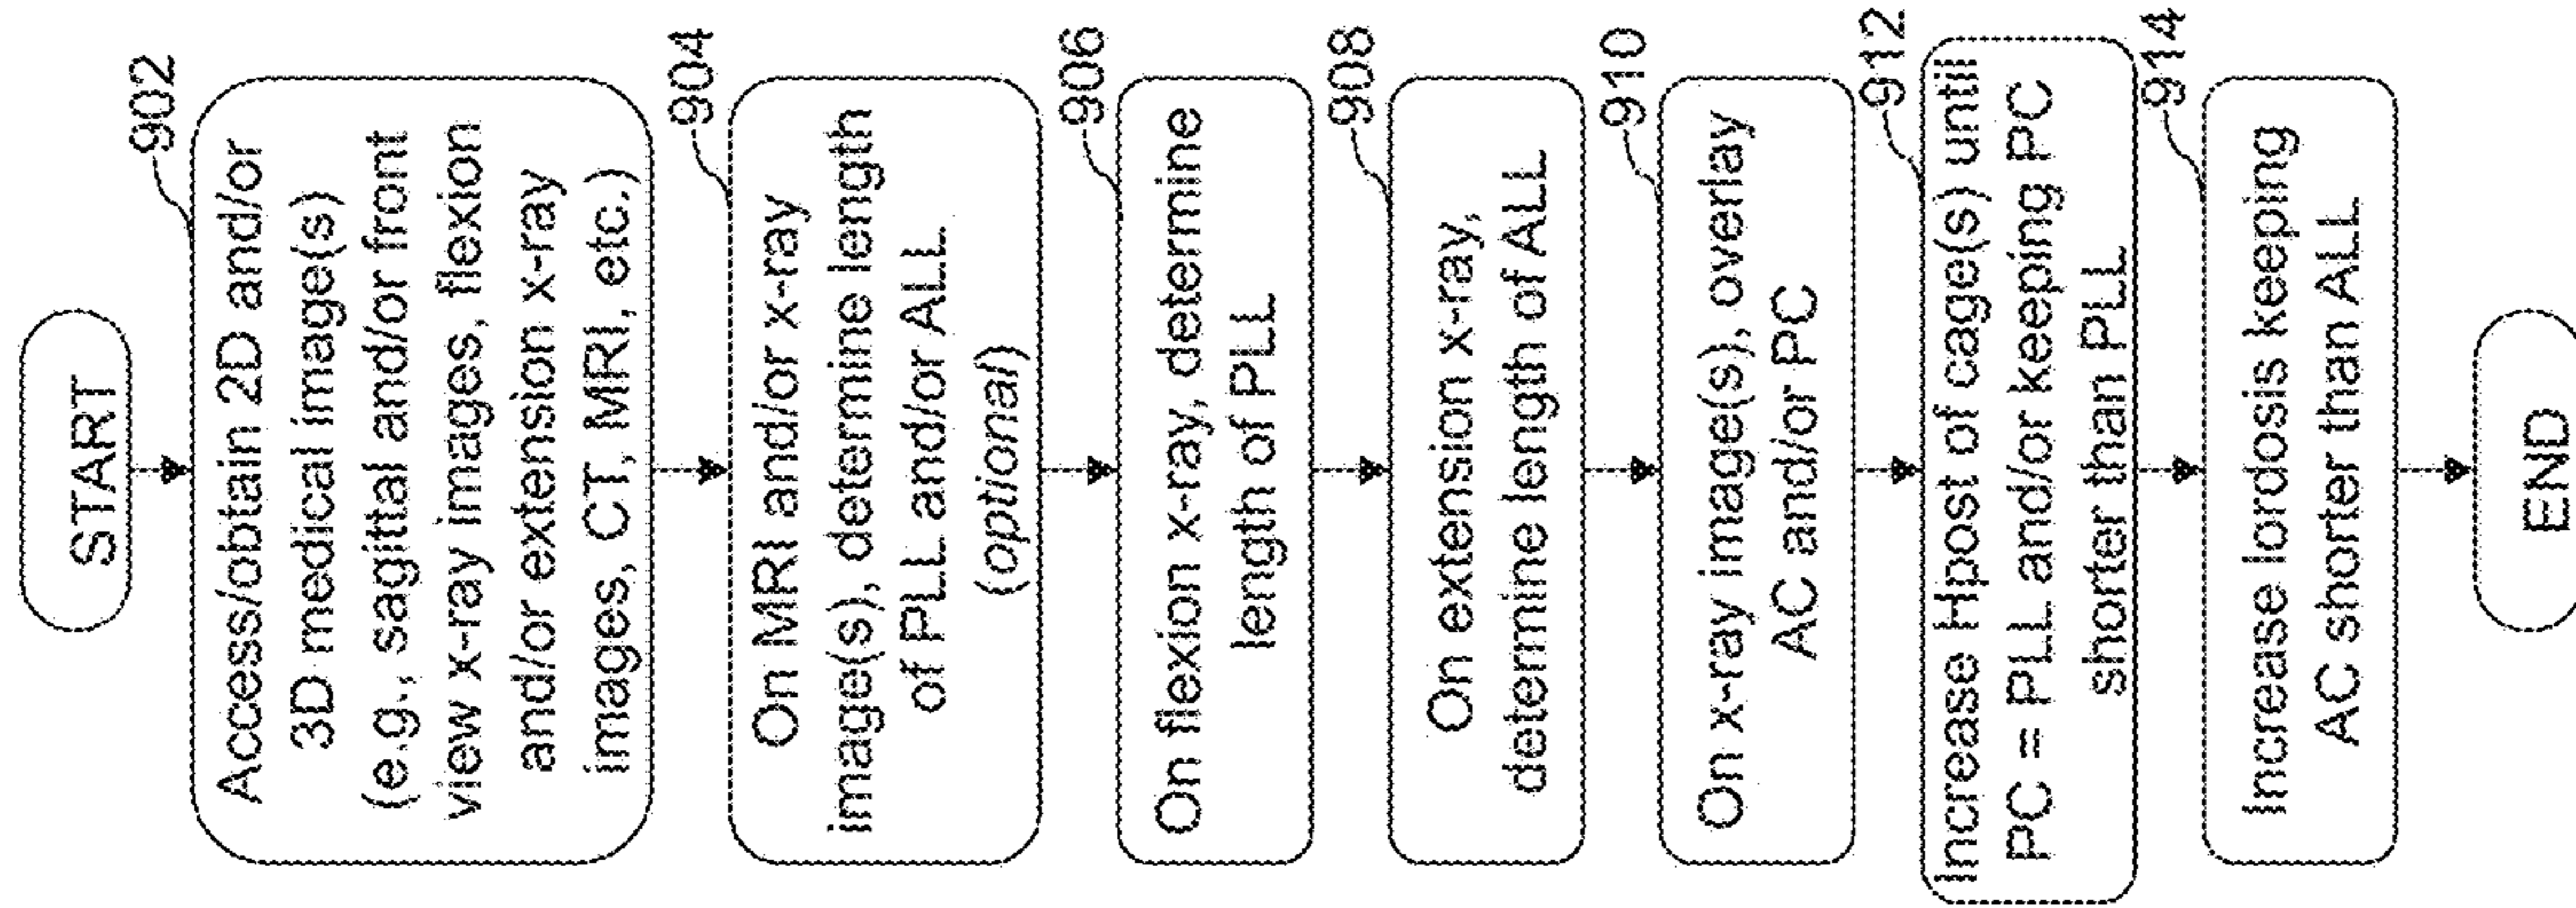 START
902
Access/obtain 2D and/or
3D medical image(s)
(e.g., sagittal and/or front
view x-ray images, flexion
and/or extension x-ray
images, CT, MRI, etc.)
904
On MRI and/or x-ray
image(s), determine length
of PLL and/or ALL
(optional)
906
On flexion x-ray, determine
length of PLL
908
On extension x-ray,
determine length of ALL
910
On x-ray image(s), overlay
AC and/or PC
912
Increase Hpost of cage(s) until
PC = PLL and/or keeping PC
shorter than PLL
914
Increase lordosis keeping
AC shorter than ALL
END